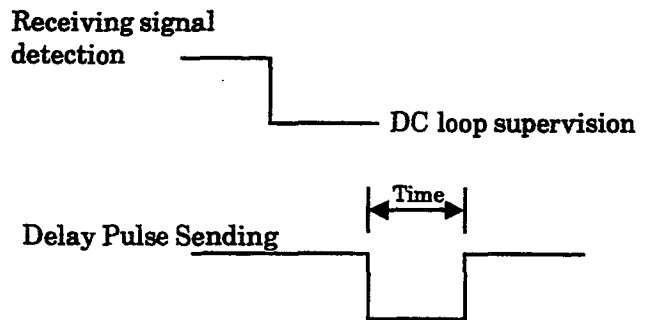 Receiving signal
detection
DC loop supervision
Time
Delay Pulse Sending